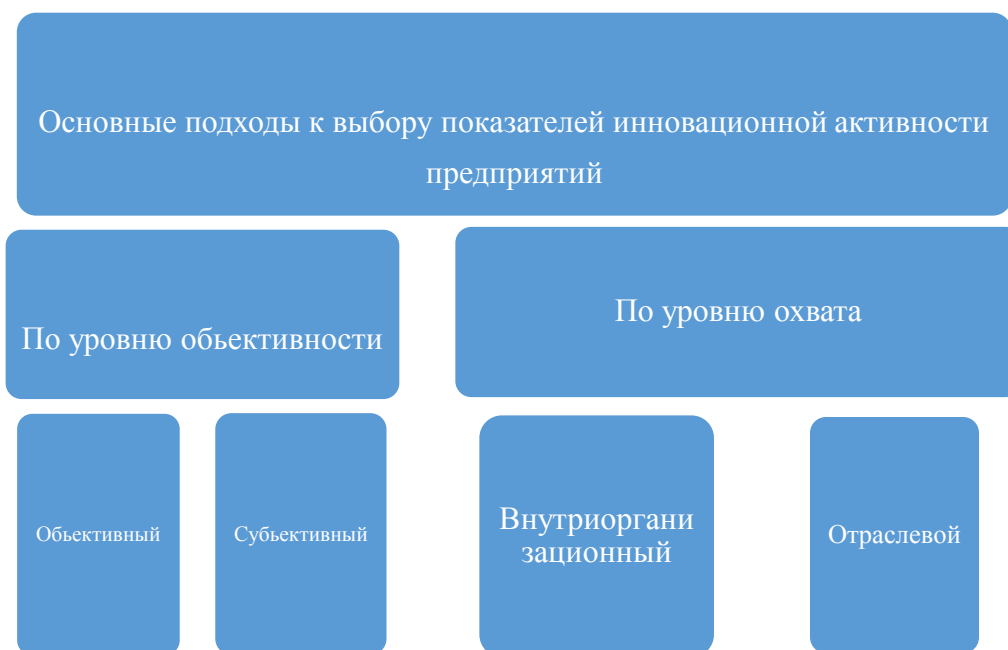 Основные подходы к выбору показателей инновационной активности
предприятий
По уровню обьективности
По уровню охвата
Обьективный
Субьективный
Внутриоргани
зационный
Отраслевой